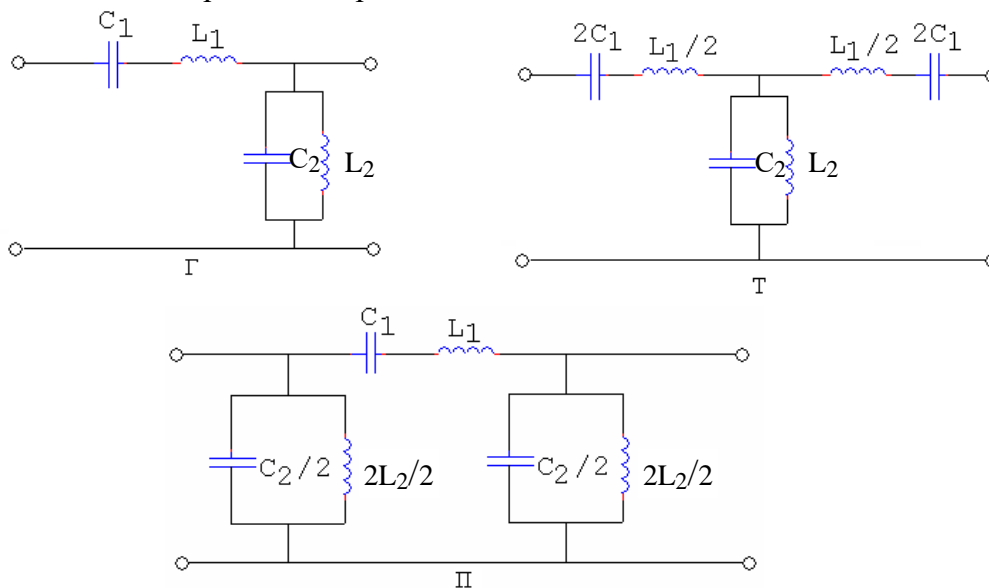 C1 L1
C2 L2
Г
2C1 L1/2 L1/2 2C1
C2 L2
T
C1 L1
C2/2 2L2/2 C2/2 2L2/2
П